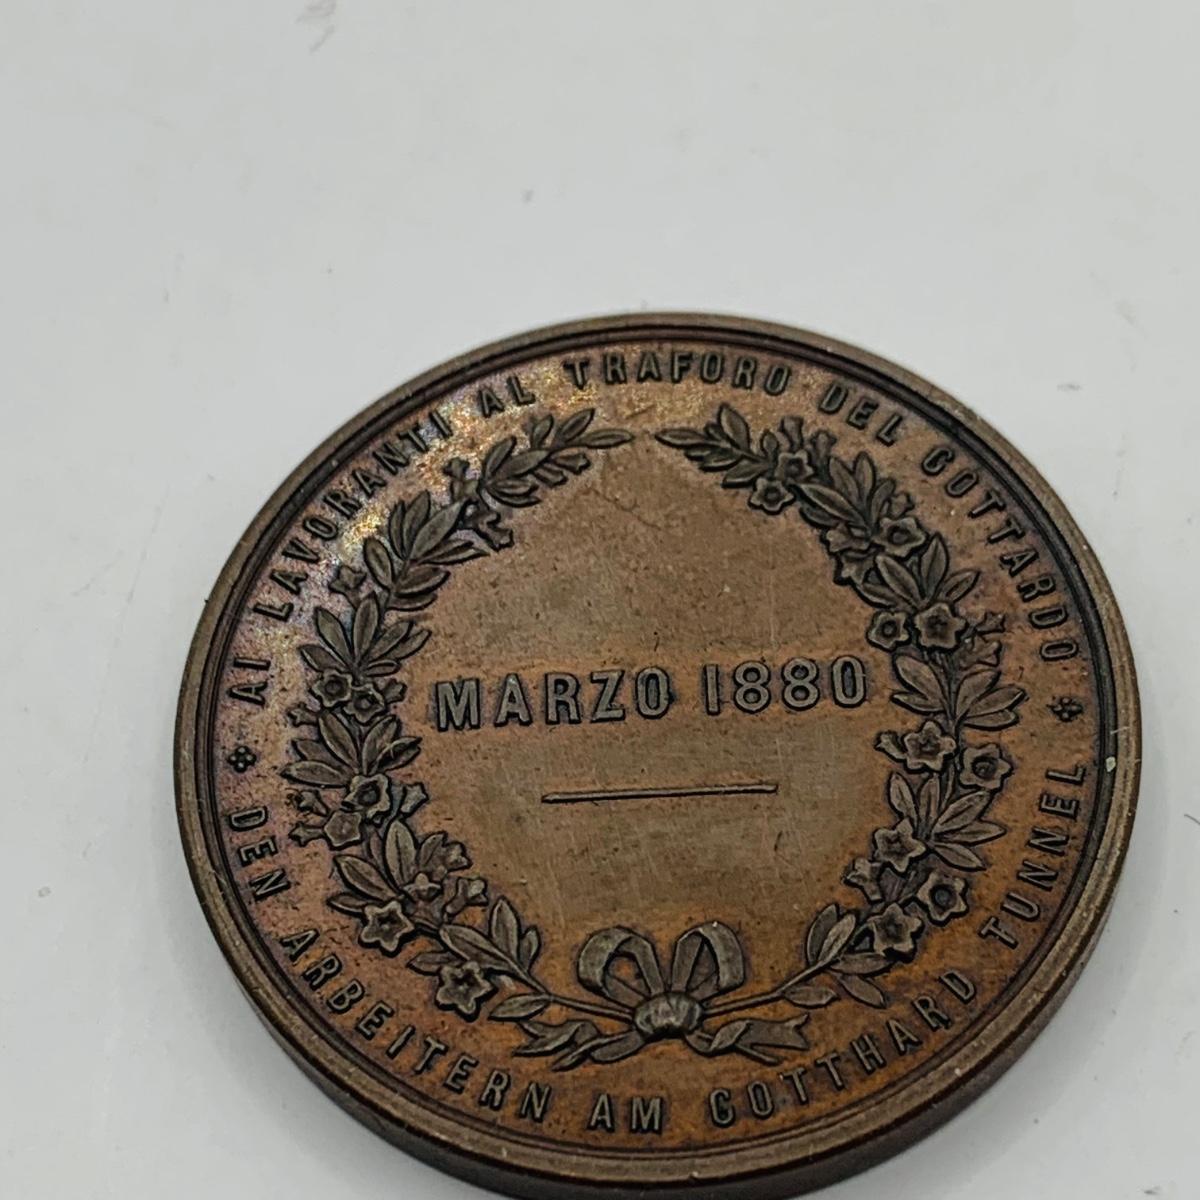 AI LAVORANTI AL TRAFORO DEL GOTTARDO
MARZO 1880
DEN ARBEITERN AM GOTTHARD TUNNEL